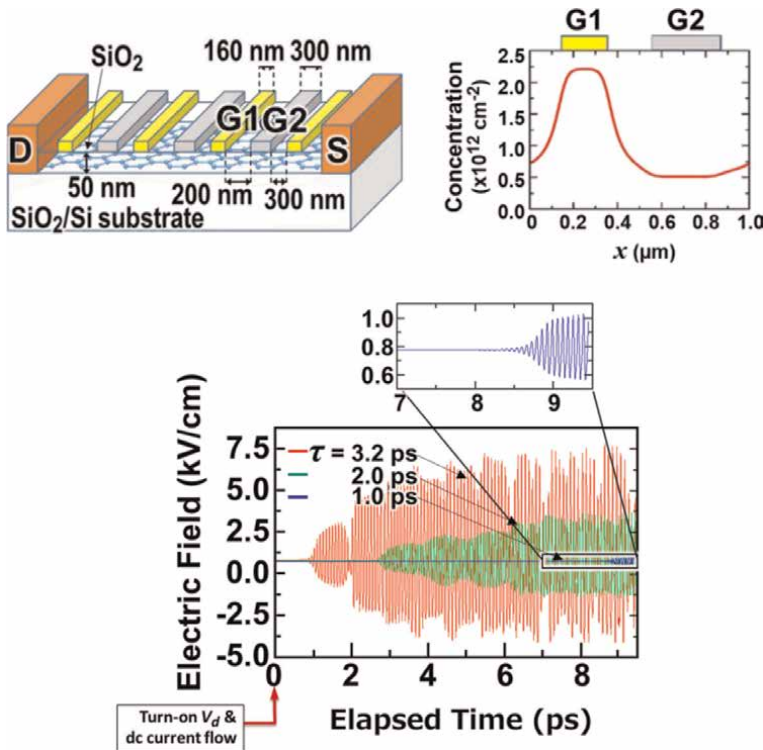 SiO2
160 nm 300 nm
G1 G2
D
S
50 nm
200 nm 300 nm
SiO2/Si substrate
G1 G2
Concentration
(x10^12 cm^-2)
2.5
2.0
1.5
1.0
0.5
0.0
0 0.2 0.4 0.6 0.8 1.0
x (μm)
1.0
0.8
0.6
7 8 9
Electric Field (kV/cm)
7.5
5.0
2.5
0.0
-2.5
-5.0
τ = 3.2 ps
2.0 ps
1.0 ps
0 2 4 6 8
Elapsed Time (ps)
Turn-on Vd &
dc current flow